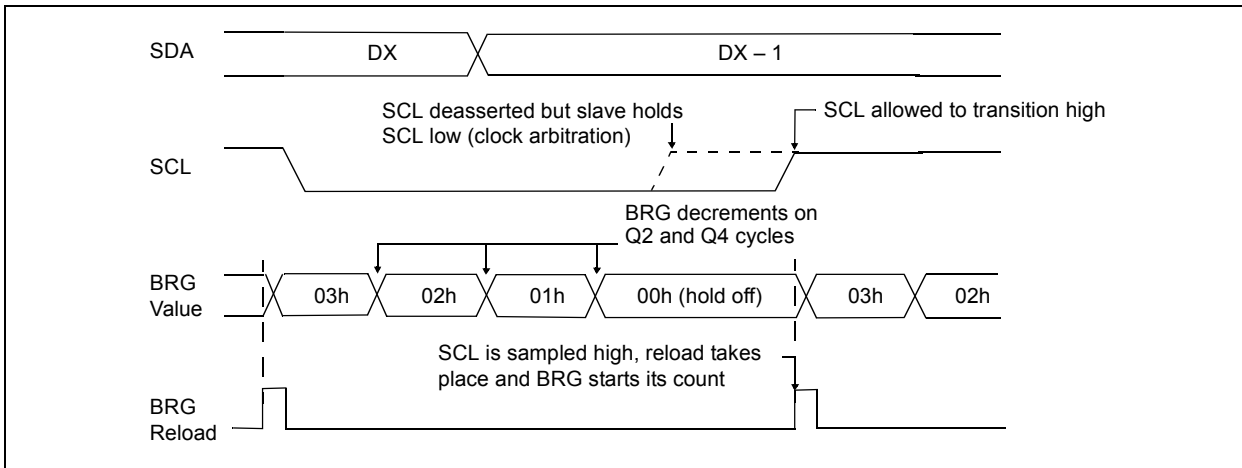 SDA
DX
DX – 1
SCL deasserted but slave holds
SCL low (clock arbitration)
SCL allowed to transition high
SCL
BRG decrements on
Q2 and Q4 cycles
BRG
Value
03h
02h
01h
00h (hold off)
03h
02h
SCL is sampled high, reload takes
place and BRG starts its count
BRG
Reload